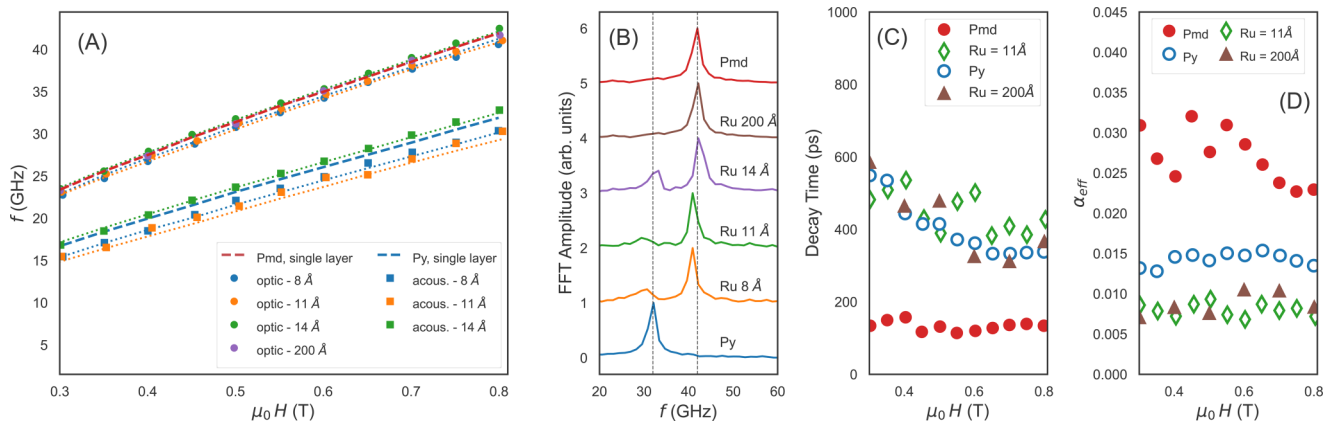 (A)
f (GHz)
40
35
30
25
20
15
10
5
0.3 0.4 0.5 0.6 0.7 0.8
μ₀ H (T)
Pmd, single layer
optic - 8 Å
optic - 11 Å
optic - 14 Å
optic - 200 Å
Py, single layer
acous. - 8 Å
acous. - 11 Å
acous. - 14 Å
(B)
FFT Amplitude (arb. units)
6
5
4
3
2
1
0
Pmd
Ru 200 Å
Ru 14 Å
Ru 11 Å
Ru 8 Å
Py
20 30 40 50 60
f (GHz)
(C)
Decay Time (ps)
1000
800
600
400
200
0
Pmd
Ru = 11Å
Py
Ru = 200Å
0.4 0.6 0.8
μ₀ H (T)
(D)
αeff
0.045
0.040
0.035
0.030
0.025
0.020
0.015
0.010
0.005
0.000
Pmd
Py
Ru = 11Å
Ru = 200Å
0.4 0.6 0.8
μ₀ H (T)